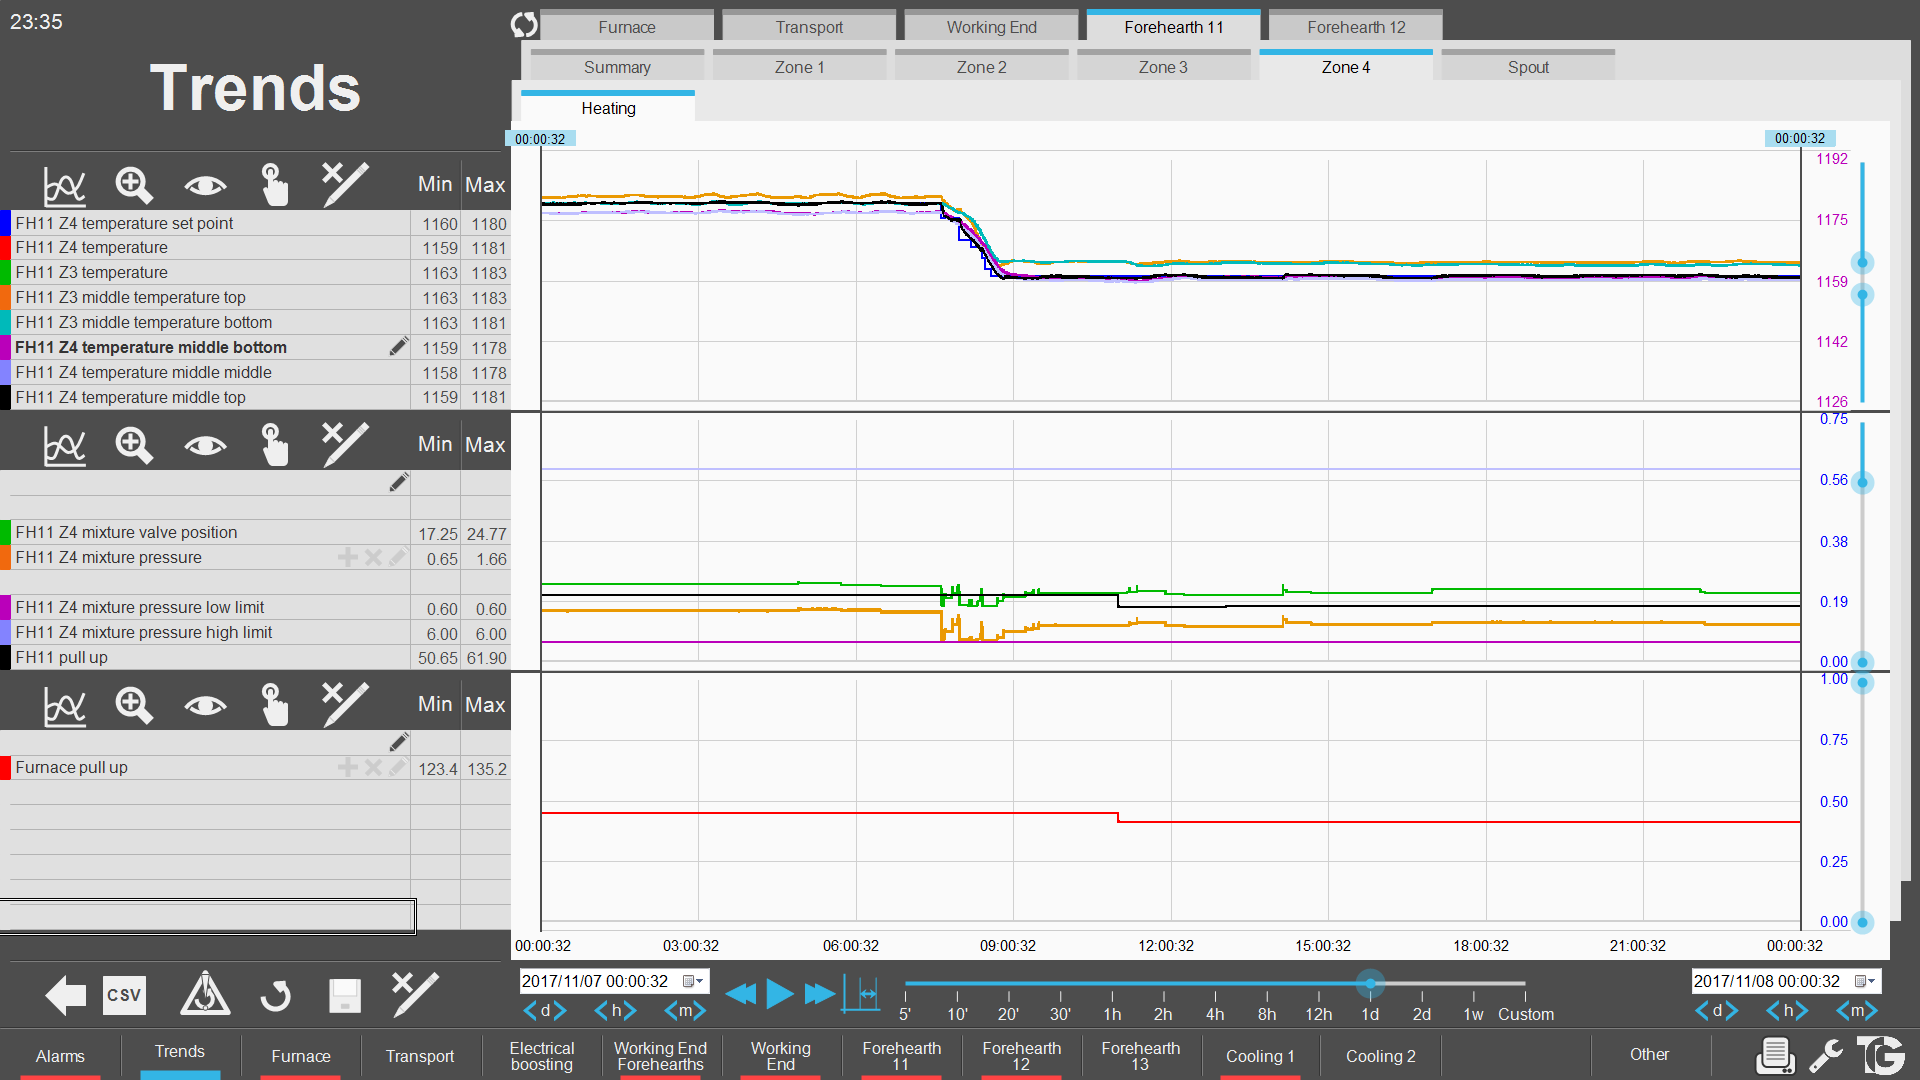 23:35
Trends
Furnace Transport Working End Forehearth 11 Forehearth 12
Summary Zone 1 Zone 2 Zone 3 Zone 4 Spout
Heating
00:00:32 00:00:32
Min Max
FH11 Z4 temperature set point 1160 1180
FH11 Z4 temperature 1159 1181
FH11 Z3 temperature 1163 1183
FH11 Z3 middle temperature top 1163 1183
FH11 Z3 middle temperature bottom 1163 1181
FH11 Z4 temperature middle bottom 1159 1178
FH11 Z4 temperature middle middle 1158 1178
FH11 Z4 temperature middle top 1159 1181
1192
1175
1159
1142
1126
Min Max
FH11 Z4 mixture valve position 17.25 24.77
FH11 Z4 mixture pressure 0.65 1.66
FH11 Z4 mixture pressure low limit 0.60 0.60
FH11 Z4 mixture pressure high limit 6.00 6.00
FH11 pull up 50.65 61.90
0.75
0.56
0.38
0.19
0.00
Min Max
Furnace pull up 123.4 135.2
1.00
0.75
0.50
0.25
0.00
00:00:32 03:00:32 06:00:32 09:00:32 12:00:32 15:00:32 18:00:32 21:00:32 00:00:32
CSV
2017/11/07 00:00:32
d h m
5' 10' 20' 30' 1h 2h 4h 8h 12h 1d 2d 1w Custom
2017/11/08 00:00:32
d h m
Alarms
Trends
Furnace
Transport
Electrical
boosting
Working End
Forehearths
Working
End
Forehearth
11
Forehearth
12
Forehearth
13
Cooling 1
Cooling 2
Other
TG